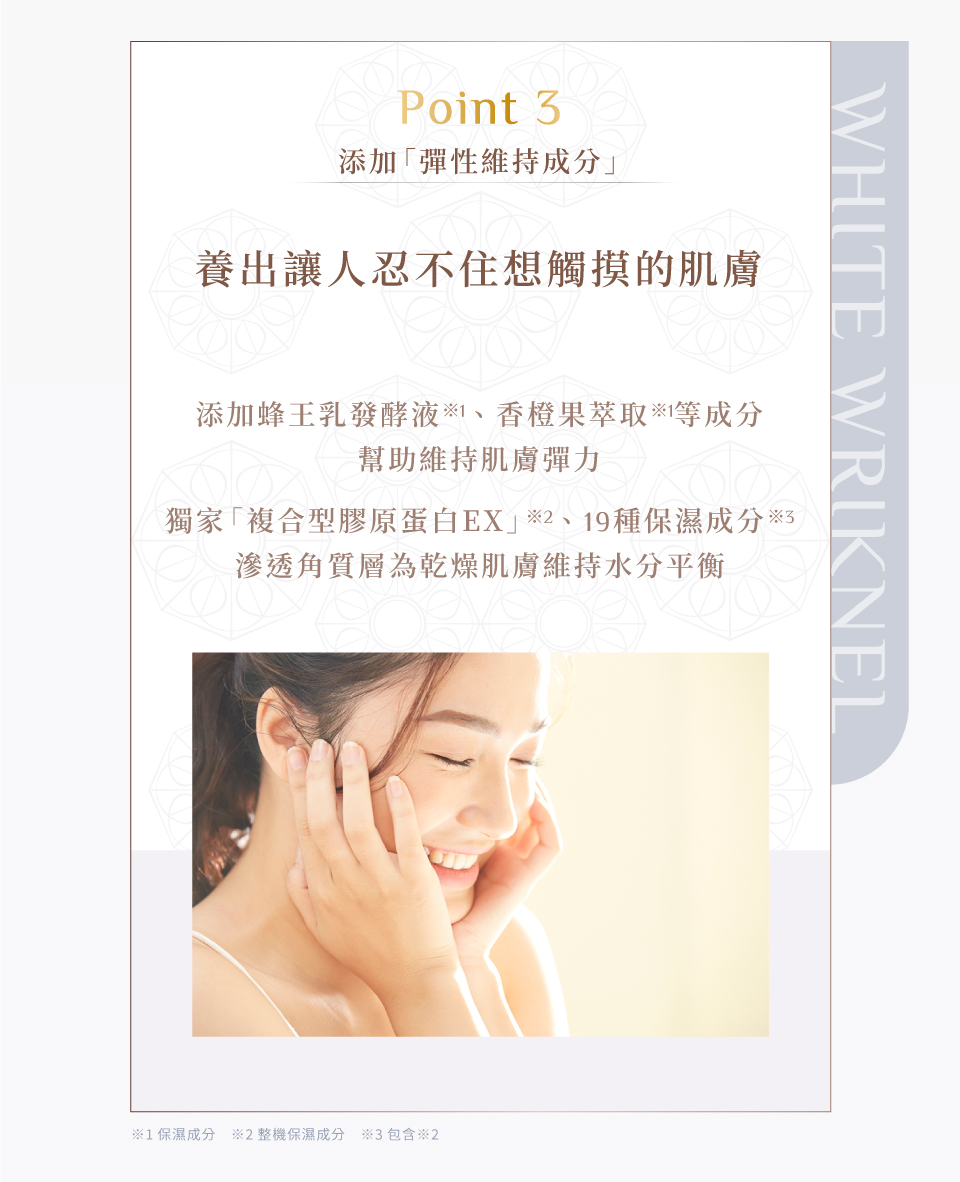 Point 3
添加「彈性維持成分」
養出讓人忍不住想觸摸的肌膚
添加蜂王乳發酵液※1、香橙果萃取※1等成分
幫助維持肌膚彈力
獨家「複合型膠原蛋白EX」※2、19種保濕成分※3
滲透角質層為乾燥肌膚維持水分平衡
WHITE WRIKNEL
※1 保濕成分 ※2 整機保濕成分 ※3 包含※2